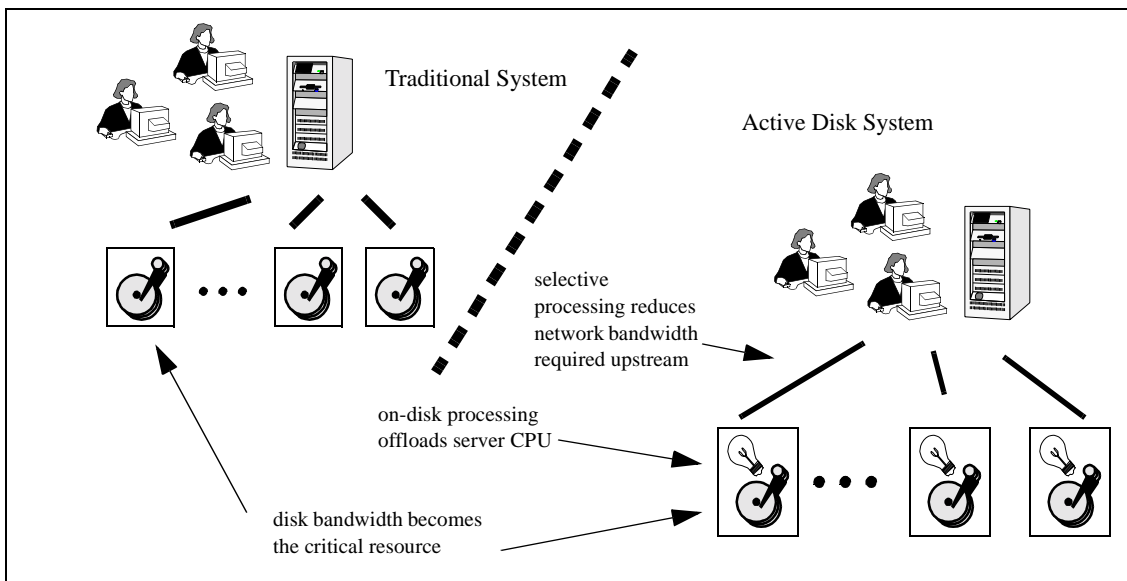 Traditional System
Active Disk System
selective
processing reduces
network bandwidth
required upstream
on-disk processing
offloads server CPU
disk bandwidth becomes
the critical resource